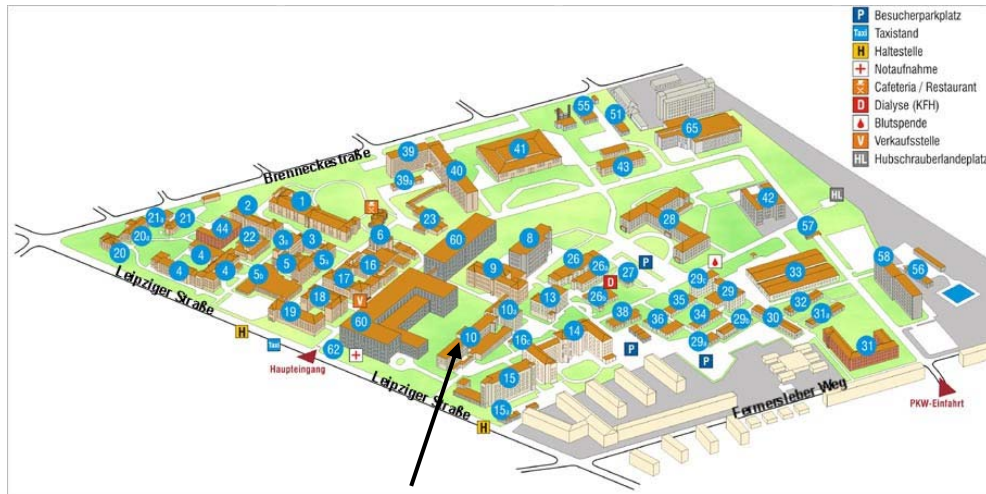 P Besucherparkplatz
Taxi Taxistand
H Haltestelle
Notaufnahme
Cafeteria / Restaurant
D Dialyse (KFH)
Blutspende
V Verkaufsstelle
HL Hubschrauberlandeplatz
55
51
65
39
40
41
43
Brenneckestraße
39a
42
HL
1
2
21a
21
23
28
57
20a
44
22
3a
3
6
60
8
20
4
5a
58
56
4
4
5
16
26
26a
27
P
5b
17
9
D
29c
29
33
Leipziger Straße
19
18
V
13
26b
35
32
60
10a
38
36
34
29b
30
31a
H
Taxi
62
10
16c
14
29a
31
Haupteingang
P
P
Leipziger Straße
15
Fermersleber Weg
PKW-Einfahrt
15a
H